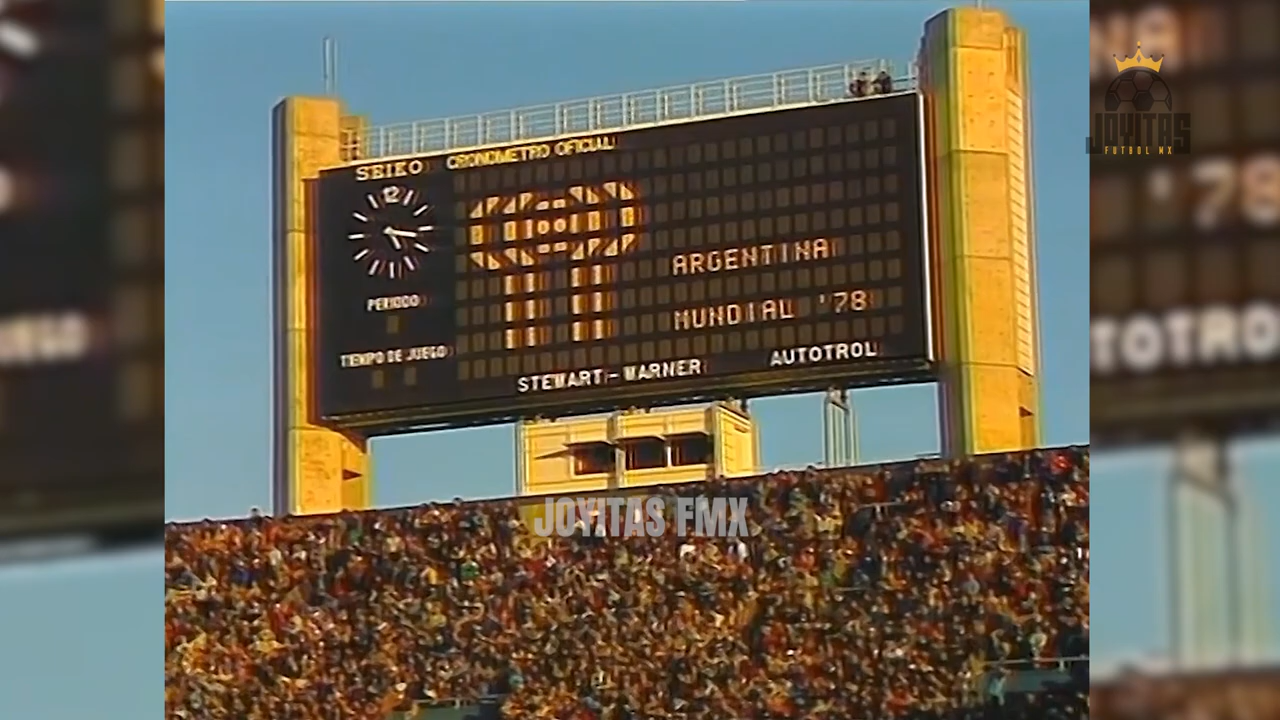 SEIKO CRONOMETRO OFICIAL
12
PERIODO
TIEMPO DE JUEGO
ARGENTINA
MUNDIAL '78
STEWART-WARNER AUTOTROL
JOYITAS FMX
JOYITAS
FUTBOL MX